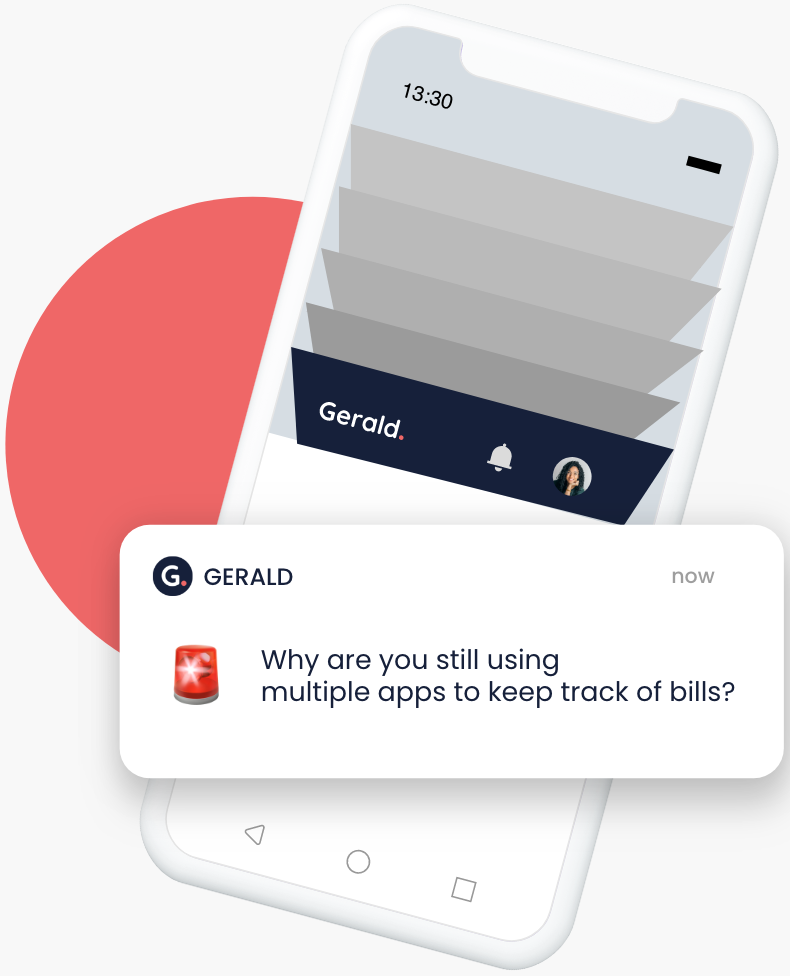 13:30
Gerald.
G.
GERALD
now
Why are you still using
multiple apps to keep track of bills?